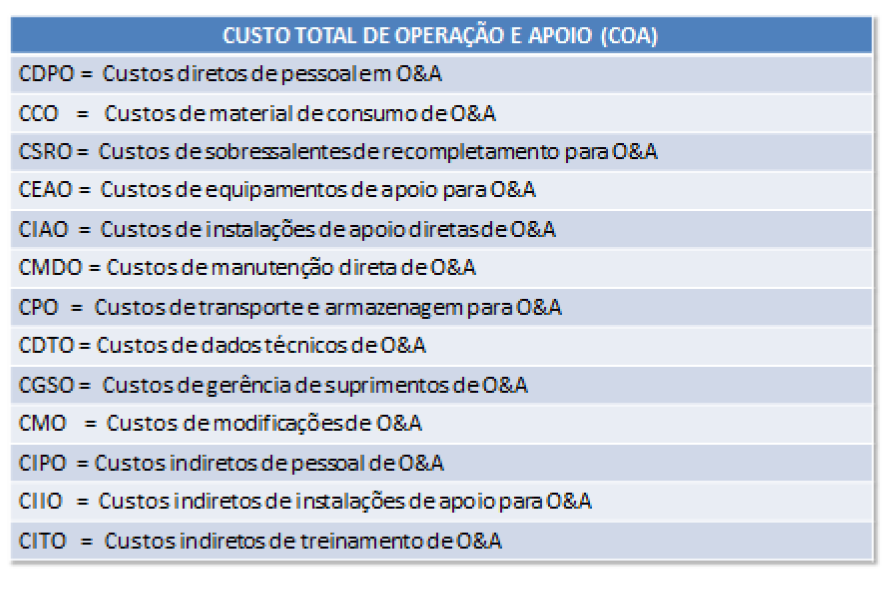 CUSTO TOTAL DE OPERAÇÃO E APOIO (COA)
CDPO = Custos diretos de pessoal em O&A
CCO = Custos de material de consumo de O&A
CSRO = Custos de sobressalentes de recompletamento para O&A
CEAO = Custos de equipamentos de apoio para O&A
CIAO = Custos de instalações de apoio diretas de O&A
CMDO = Custos de manutenção direta de O&A
CPO = Custos de transporte e armazenagem para O&A
CDTO = Custos de dados técnicos de O&A
CGSO = Custos de gerência de suprimentos de O&A
CMO = Custos de modificações de O&A
CIPO = Custos indiretos de pessoal de O&A
CIIO = Custos indiretos de instalações de apoio para O&A
CITO = Custos indiretos de treinamento de O&A